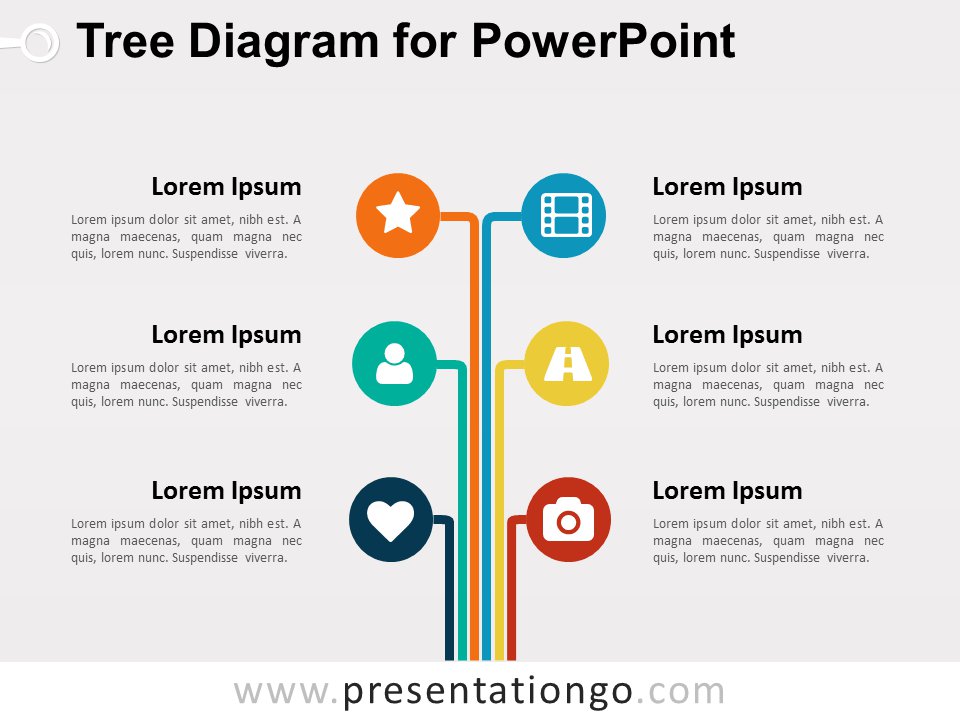 Tree Diagram for PowerPoint
Lorem Ipsum
Lorem ipsum dolor sit amet, nibh est. A
magna maecenas, quam magna nec
quis, lorem nunc. Suspendisse viverra.
Lorem Ipsum
Lorem ipsum dolor sit amet, nibh est. A
magna maecenas, quam magna nec
quis, lorem nunc. Suspendisse viverra.
Lorem Ipsum
Lorem ipsum dolor sit amet, nibh est. A
magna maecenas, quam magna nec
quis, lorem nunc. Suspendisse viverra.
Lorem Ipsum
Lorem ipsum dolor sit amet, nibh est. A
magna maecenas, quam magna nec
quis, lorem nunc. Suspendisse viverra.
Lorem Ipsum
Lorem ipsum dolor sit amet, nibh est. A
magna maecenas, quam magna nec
quis, lorem nunc. Suspendisse viverra.
Lorem Ipsum
Lorem ipsum dolor sit amet, nibh est. A
magna maecenas, quam magna nec
quis, lorem nunc. Suspendisse viverra.
www.presentationgo.com